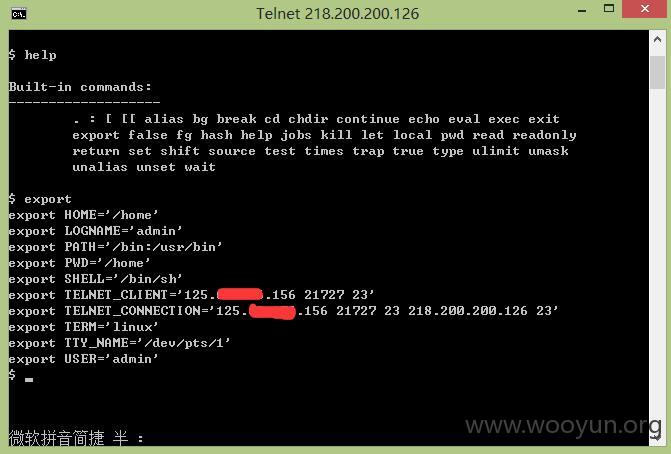 Telnet 218.200.200.126
$ help
Built-in commands:
-------------------
. : [ [[ alias bg break cd chdir continue echo eval exec exit
export false fg hash help jobs kill let local pwd read readonly
return set shift source test times trap true type ulimit umask
unalias unset wait
$ export
export HOME='/home'
export LOGNAME='admin'
export PATH='/bin:/usr/bin'
export PWD='/home'
export SHELL='/bin/sh'
export TELNET_CLIENT='125. .156 21727 23'
export TELNET_CONNECTION='125. .156 21727 23 218.200.200.126 23'
export TERM='linux'
export TTY_NAME='/dev/pts/1'
export USER='admin'
$
www.wooyun.org
微软拼音简捷 半 :